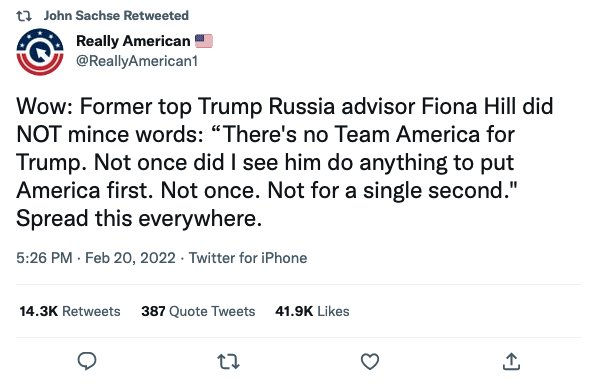 John Sachse Retweeted
Really American 🇺🇸
@ReallyAmerican1
Wow: Former top Trump Russia advisor Fiona Hill did
NOT mince words: “There's no Team America for
Trump. Not once did I see him do anything to put
America first. Not once. Not for a single second."
Spread this everywhere.
5:26 PM · Feb 20, 2022 · Twitter for iPhone
14.3K Retweets 387 Quote Tweets 41.9K Likes